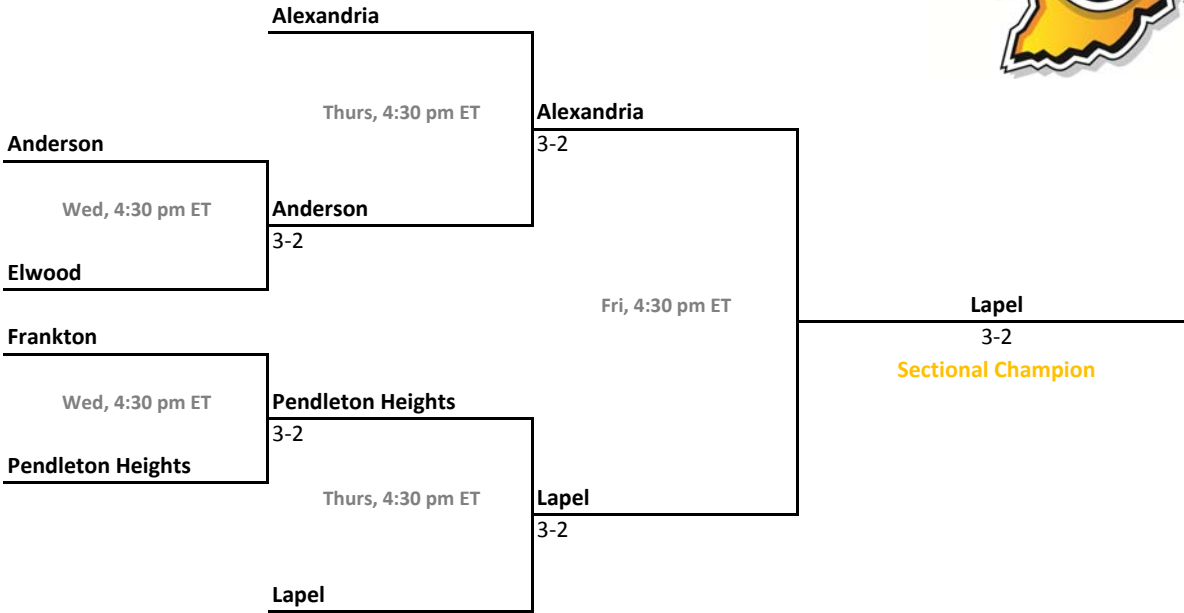 Alexandria
Thurs, 4:30 pm ET
Alexandria
3-2
Anderson
Wed, 4:30 pm ET
Anderson
3-2
Elwood
Fri, 4:30 pm ET
Lapel
3-2
Sectional Champion
Frankton
Wed, 4:30 pm ET
Pendleton Heights
3-2
Pendleton Heights
Thurs, 4:30 pm ET
Lapel
3-2
Lapel